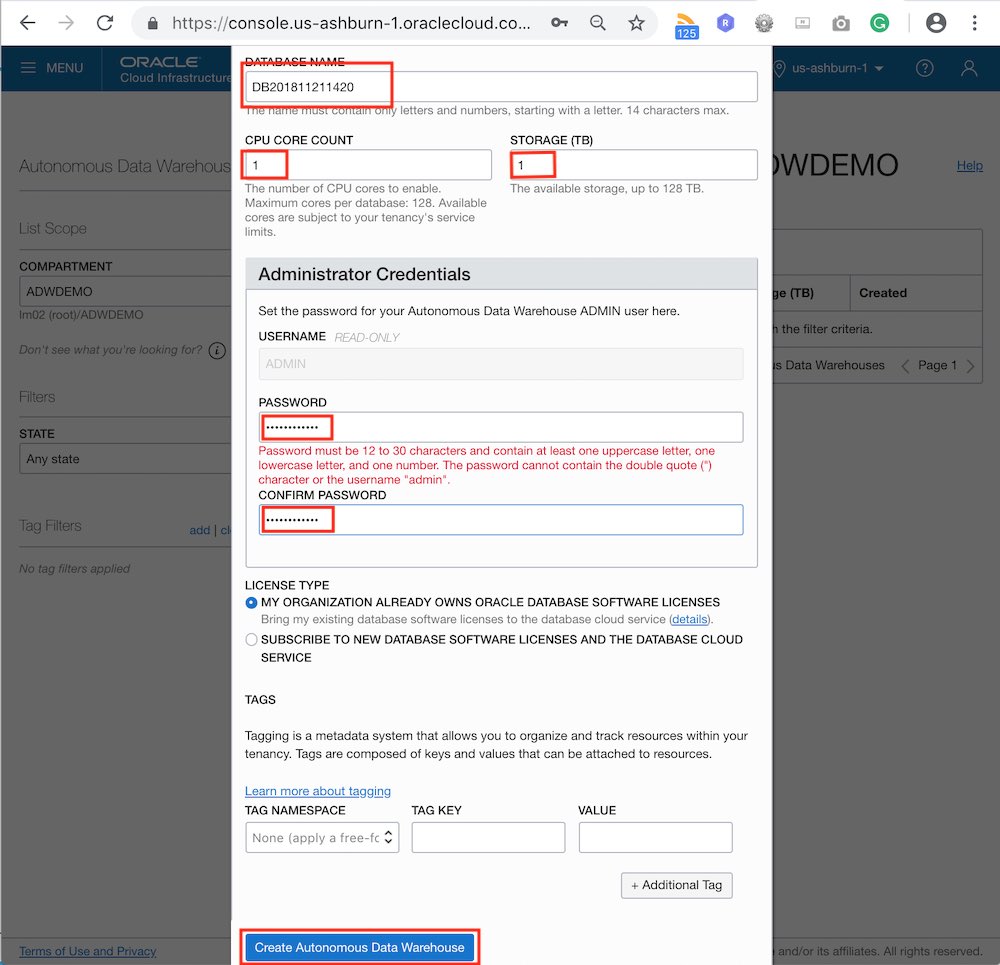 https://console.us-ashburn-1.oraclecloud.co...
125
R
G
MENU
ORACLE
Cloud Infrastructure
us-ashburn-1
Autonomous Data Warehous
DWDEMO
Help
List Scope
COMPARTMENT
ADWDEMO
lm02 (root)/ADWDEMO
Don't see what you're looking for?
Filters
STATE
Any state
Tag Filters
add | cl
No tag filters applied
DATABASE NAME
DB201811211420
The name must contain only letters and numbers, starting with a letter. 14 characters max.
CPU CORE COUNT
STORAGE (TB)
1
1
The number of CPU cores to enable.
Maximum cores per database: 128. Available
cores are subject to your tenancy's service
limits.
The available storage, up to 128 TB.
Administrator Credentials
Set the password for your Autonomous Data Warehouse ADMIN user here.
USERNAME READ-ONLY
ADMIN
PASSWORD
••••••••••••
Password must be 12 to 30 characters and contain at least one uppercase letter, one
lowercase letter, and one number. The password cannot contain the double quote (")
character or the username "admin".
CONFIRM PASSWORD
••••••••••••
LICENSE TYPE
MY ORGANIZATION ALREADY OWNS ORACLE DATABASE SOFTWARE LICENSES
Bring my existing database software licenses to the database cloud service (details).
SUBSCRIBE TO NEW DATABASE SOFTWARE LICENSES AND THE DATABASE CLOUD
SERVICE
TAGS
Tagging is a metadata system that allows you to organize and track resources within your
tenancy. Tags are composed of keys and values that can be attached to resources.
Learn more about tagging
TAG NAMESPACE
TAG KEY
VALUE
None (apply a free-fo
+ Additional Tag
Create Autonomous Data Warehouse
ge (TB)
Created
h the filter criteria.
us Data Warehouses
Page 1
Terms of Use and Privacy
and/or its affiliates. All rights reserved.